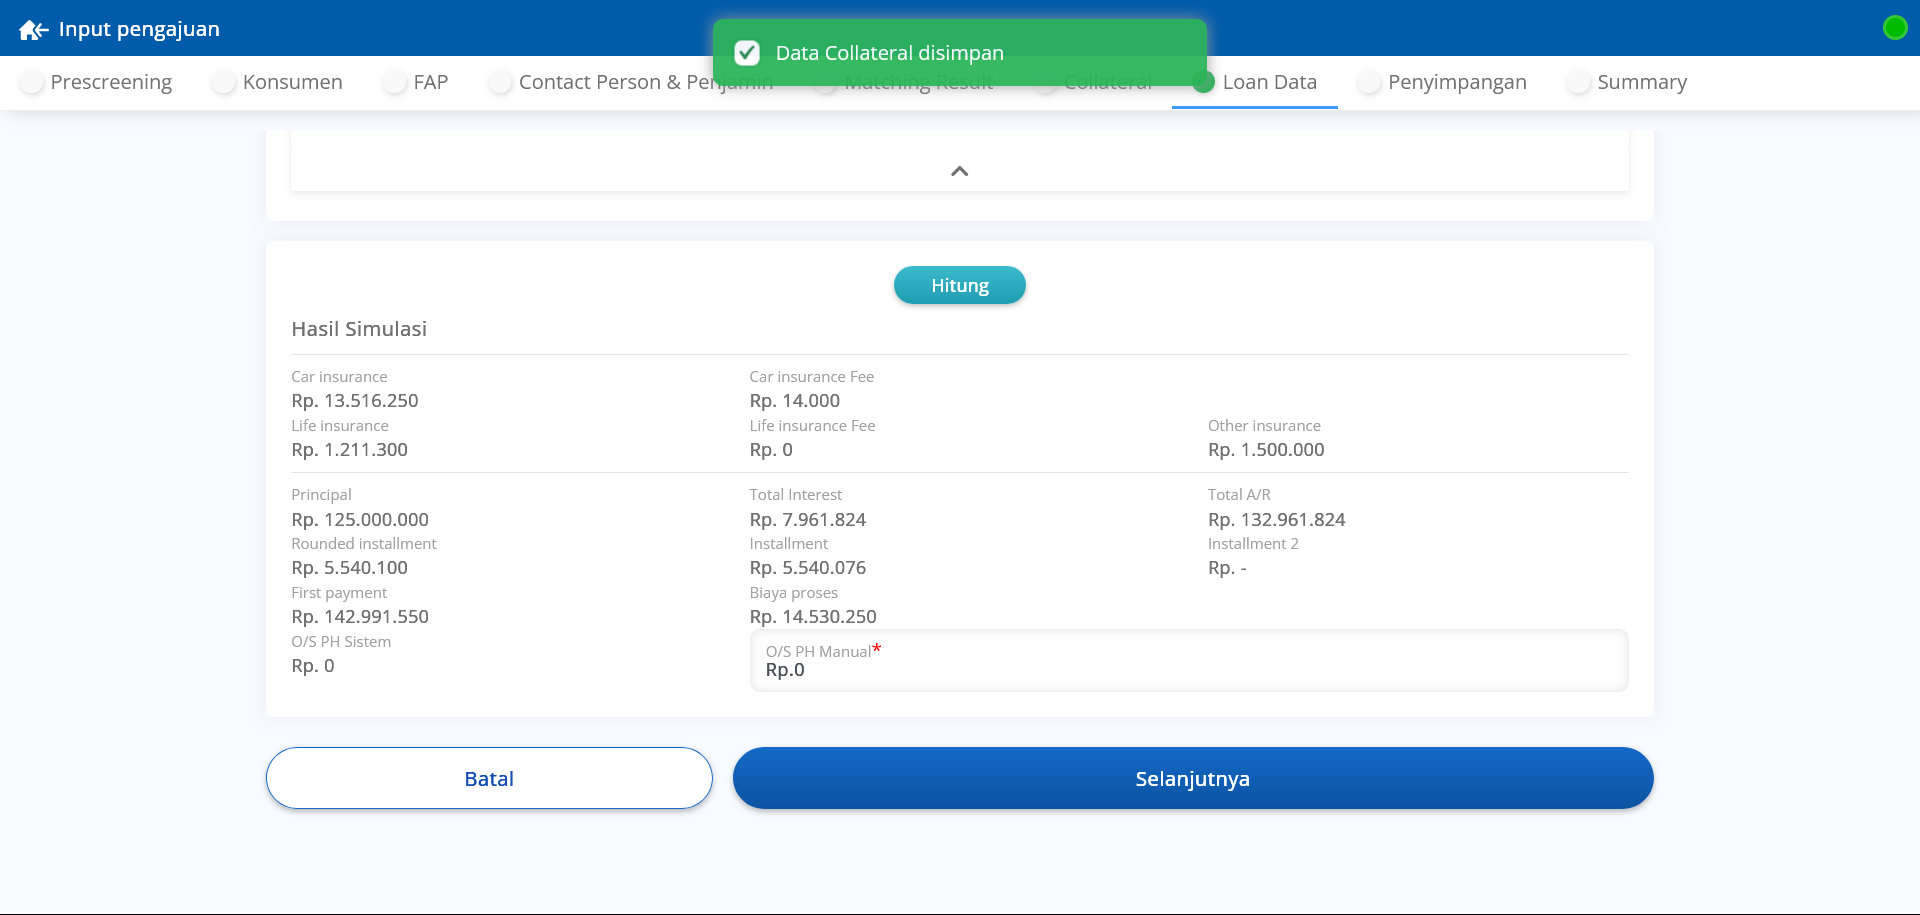 Input pengajuan
Data Collateral disimpan
Prescreening Konsumen FAP Contact Person & Penjamin Matching Result Collateral Loan Data Penyimpangan Summary
Hitung
Hasil Simulasi
Car insurance Car insurance Fee
Rp. 13.516.250 Rp. 14.000
Life insurance Life insurance Fee Other insurance
Rp. 1.211.300 Rp. 0 Rp. 1.500.000
Principal Total Interest Total A/R
Rp. 125.000.000 Rp. 7.961.824 Rp. 132.961.824
Rounded installment Installment Installment 2
Rp. 5.540.100 Rp. 5.540.076 Rp. -
First payment Biaya proses
Rp. 142.991.550 Rp. 14.530.250
O/S PH Sistem O/S PH Manual*
Rp. 0 Rp.0
Batal Selanjutnya